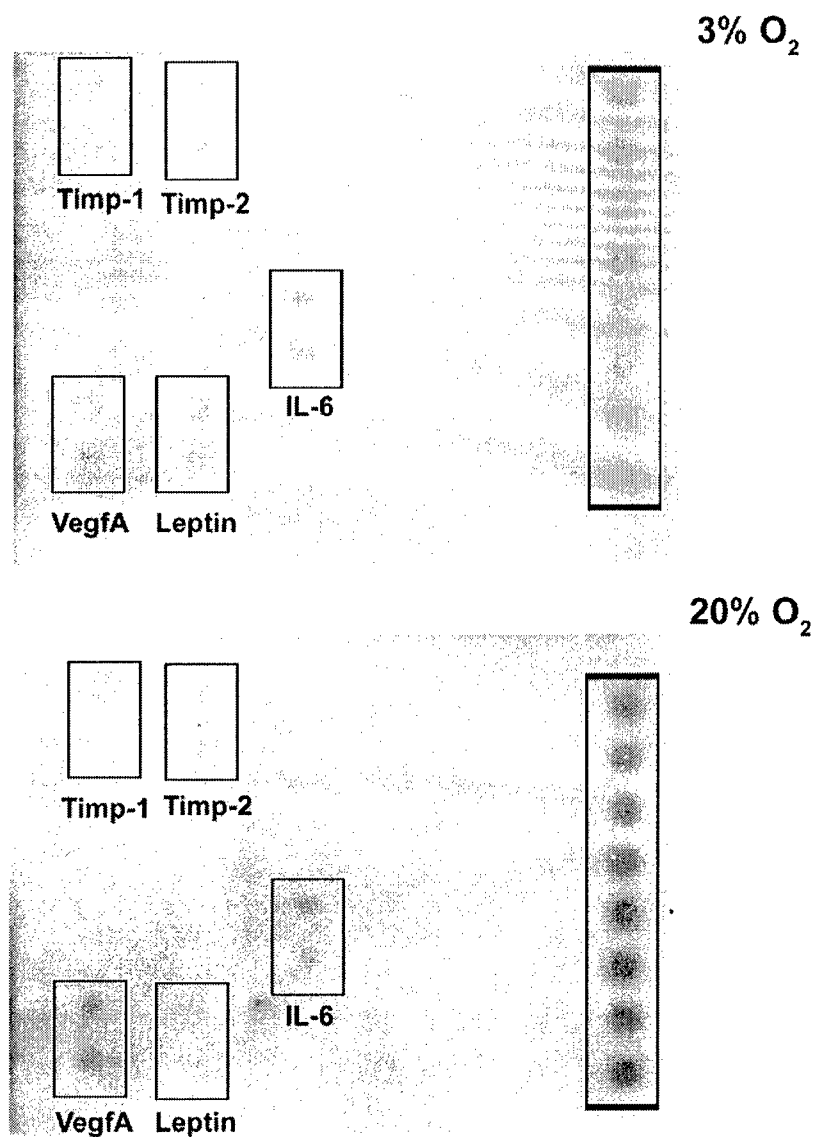 3% O2
Timp-1 Timp-2
IL-6
VegfA Leptin
20% O2
Timp-1 Timp-2
IL-6
VegfA Leptin